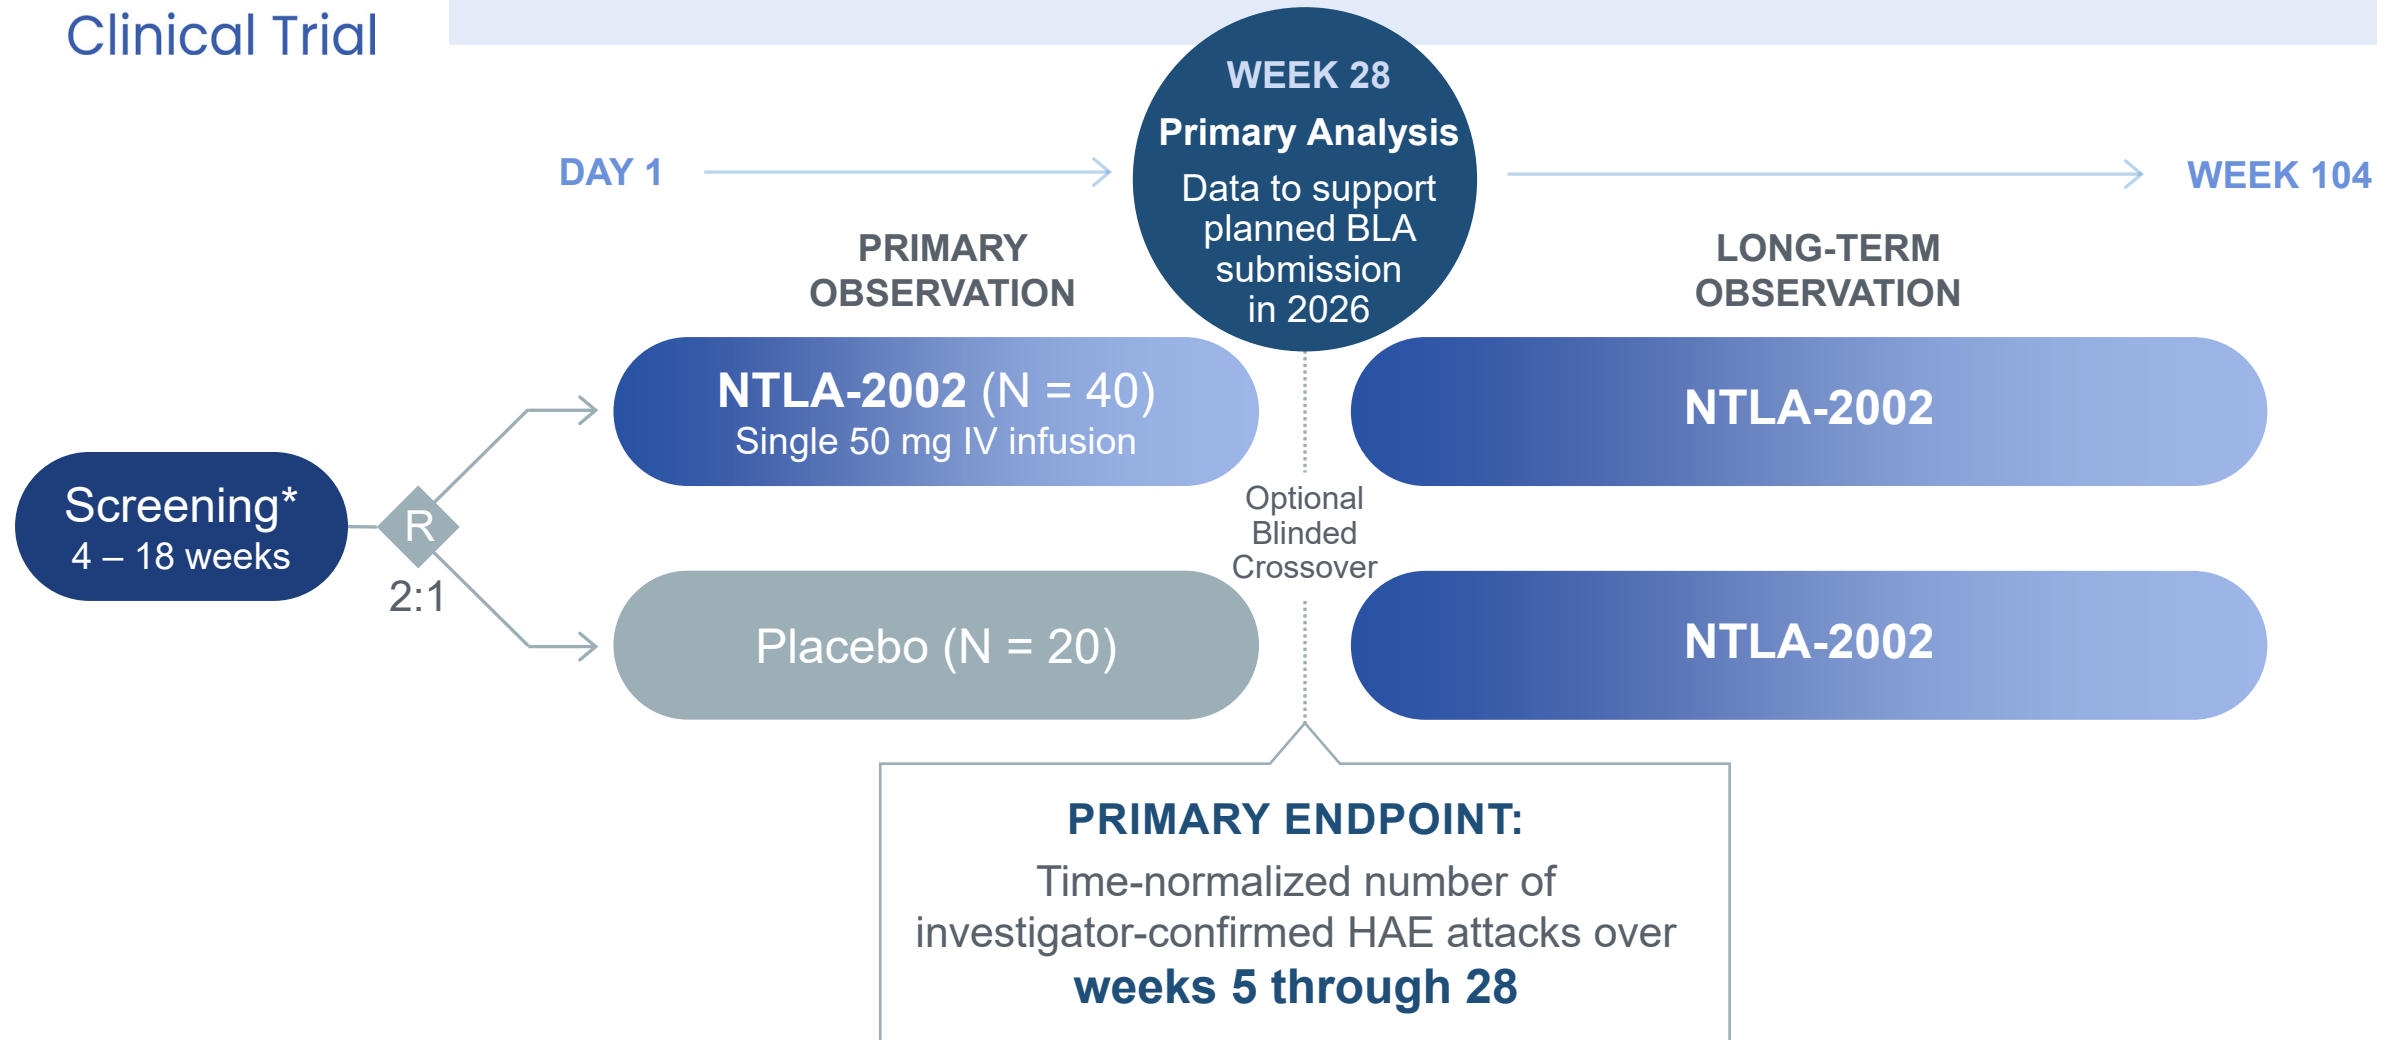 Clinical Trial
WEEK 28
Primary Analysis
Data to support
planned BLA
submission
in 2026
DAY 1
WEEK 104
PRIMARY
OBSERVATION
LONG-TERM
OBSERVATION
NTLA-2002 (N = 40)
Single 50 mg IV infusion
NTLA-2002
Screening*
4 – 18 weeks
R
2:1
Optional
Blinded
Crossover
Placebo (N = 20)
NTLA-2002
PRIMARY ENDPOINT:
Time-normalized number of
investigator-confirmed HAE attacks over
weeks 5 through 28